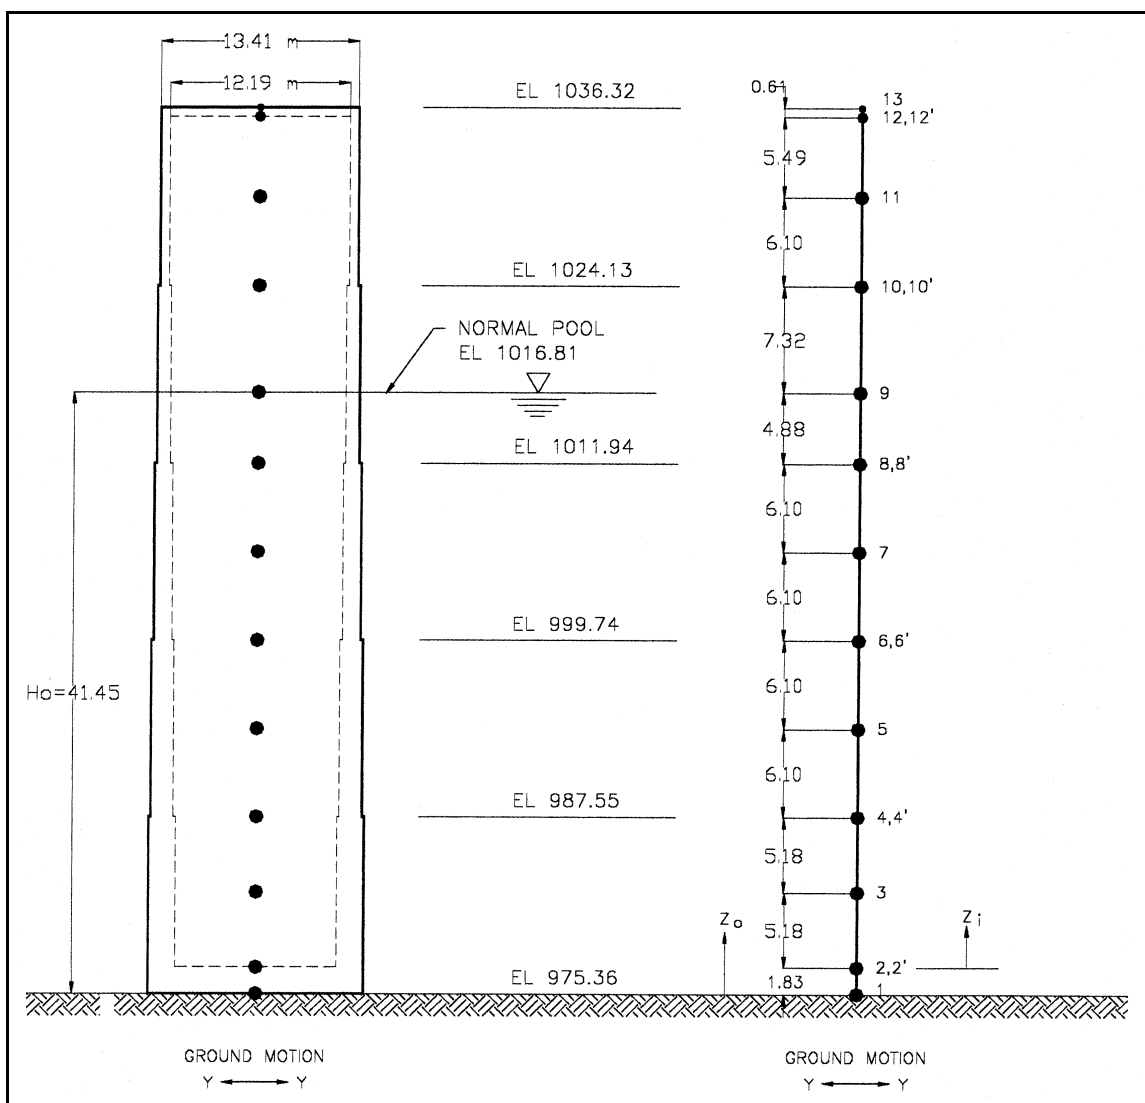 13.41 m
12.19 m
EL 1036.32
0.61
13
12,12'
5.49
11
6.10
EL 1024.13
10,10'
NORMAL POOL
EL 1016.81
7.32
9
4.88
EL 1011.94
8,8'
6.10
7
6.10
EL 999.74
6,6'
Ho=41.45
6.10
5
6.10
EL 987.55
4,4'
5.18
3
Zo
5.18
Zi
EL 975.36
2,2'
1.83
1
GROUND MOTION
Y Y
GROUND MOTION
Y Y